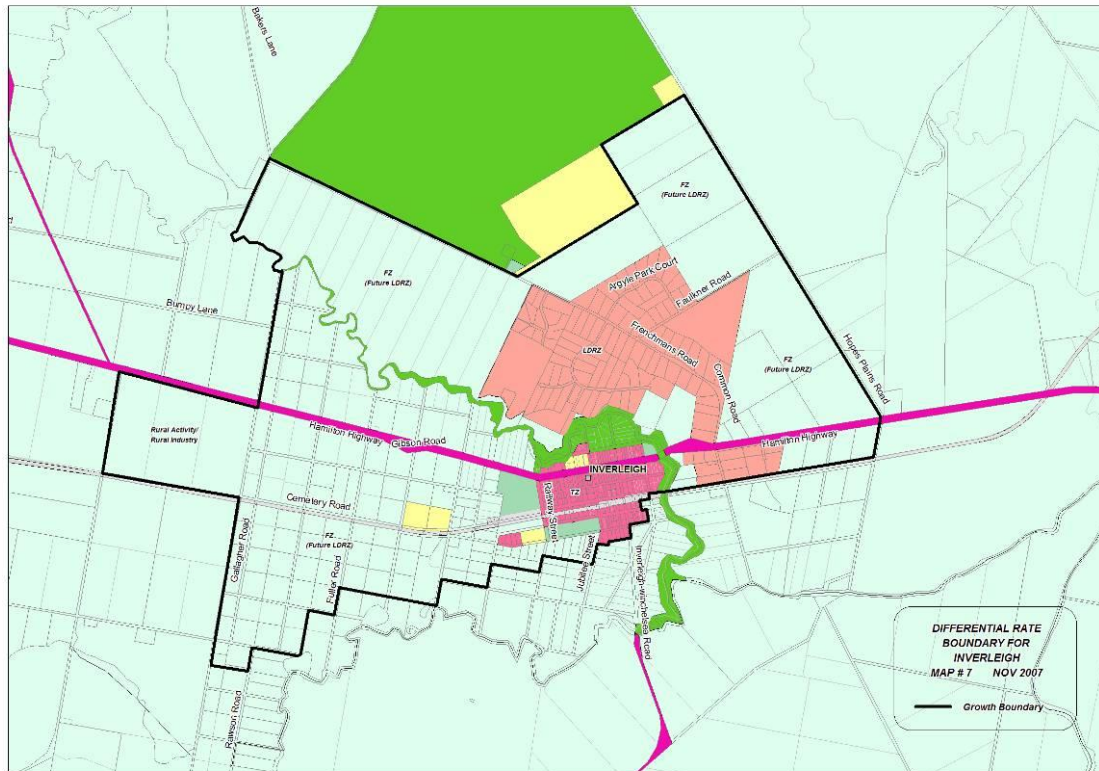 Bakers Lane
FZ
(Future LDRZ)
FZ
(Future LDRZ)
Argyle Park Court
Faulkner Road
Bumpy Lane
Frenchmans Road
LDRZ
Common Road
FZ
(Future LDRZ)
Hopes Plains Road
Rural Activity/
Rural Industry
Hamilton Highway
Gibson Road
Hamilton Highway
INVERLEIGH
TZ
Railway Street
Cemetery Road
Gallagher Road
FZ
(Future LDRZ)
Fuller Road
Jubilee Street
Inverleigh-winchelsea Road
Rawson Road
DIFFERENTIAL RATE
BOUNDARY FOR
INVERLEIGH
MAP # 7 NOV 2007
Growth Boundary